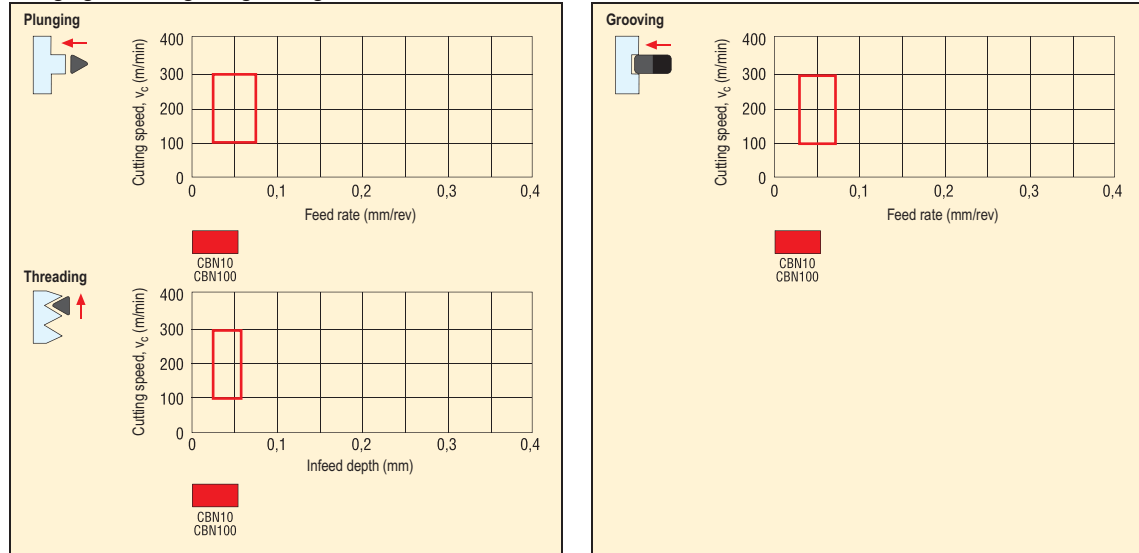 Plunging
Cutting speed, vc (m/min)
400
300
200
100
0
0 0,1 0,2 0,3 0,4
Feed rate (mm/rev)
CBN10
CBN100
Threading
Cutting speed, vc (m/min)
400
300
200
100
0
0 0,1 0,2 0,3 0,4
Infeed depth (mm)
CBN10
CBN100
Grooving
Cutting speed, vc (m/min)
400
300
200
100
0
0 0,1 0,2 0,3 0,4
Feed rate (mm/rev)
CBN10
CBN100